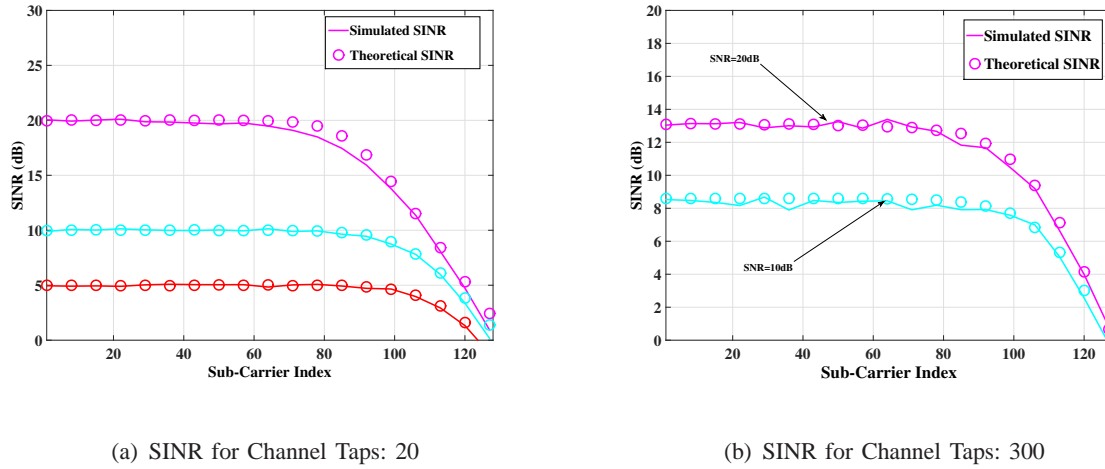 30
25
20
15
10
5
0
SINR (dB)
Simulated SINR
Theoretical SINR
20 40 60 80 100 120
Sub-Carrier Index
(a) SINR for Channel Taps: 20
20
18
16
14
12
10
8
6
4
2
0
SINR (dB)
Simulated SINR
Theoretical SINR
SNR=20dB
SNR=10dB
20 40 60 80 100 120
Sub-Carrier Index
(b) SINR for Channel Taps: 300